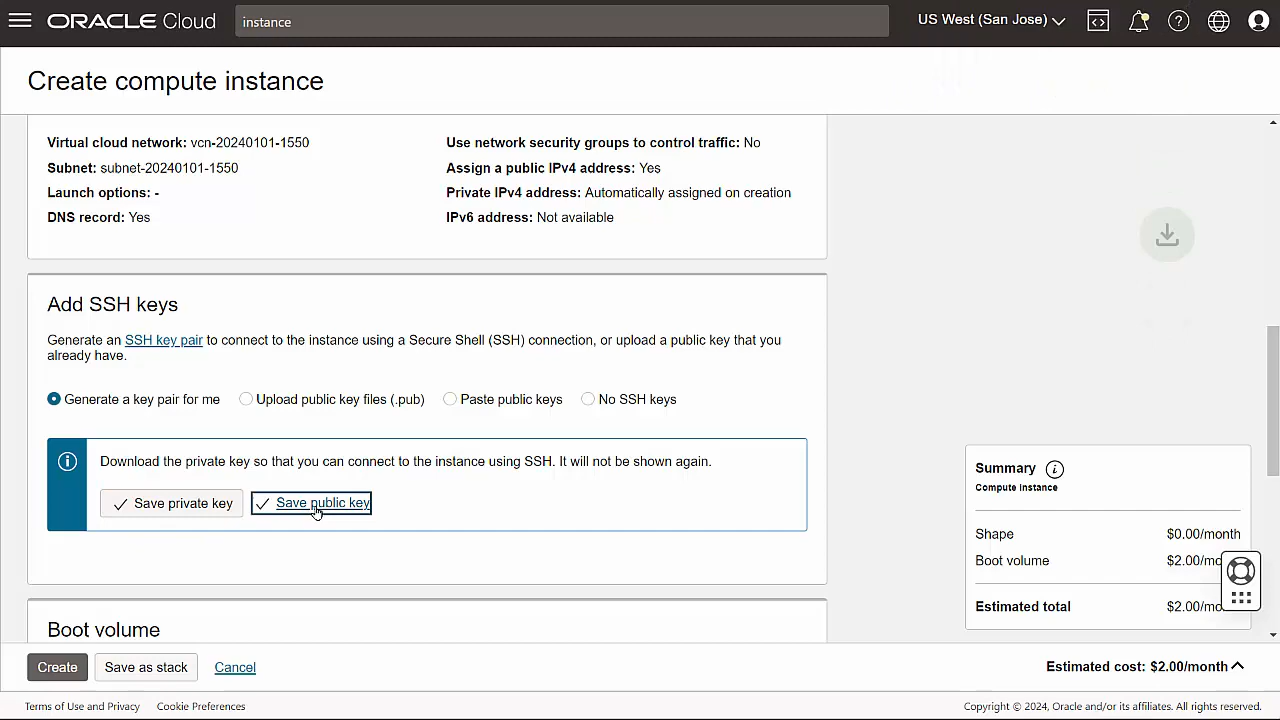 ORACLE Cloud
instance
US West (San Jose)
Create compute instance
Virtual cloud network: vcn-20240101-1550
Subnet: subnet-20240101-1550
Launch options: -
DNS record: Yes
Use network security groups to control traffic: No
Assign a public IPv4 address: Yes
Private IPv4 address: Automatically assigned on creation
IPv6 address: Not available
Add SSH keys
Generate an SSH key pair to connect to the instance using a Secure Shell (SSH) connection, or upload a public key that you
already have.
Generate a key pair for me
Upload public key files (.pub)
Paste public keys
No SSH keys
Download the private key so that you can connect to the instance using SSH. It will not be shown again.
Save private key
Save public key
Boot volume
Summary
Compute Instance
Shape $0.00/month
Boot volume $2.00/mo
Estimated total $2.00/mo
Create
Save as stack
Cancel
Estimated cost: $2.00/month
Terms of Use and Privacy
Cookie Preferences
Copyright © 2024, Oracle and/or its affiliates. All rights reserved.